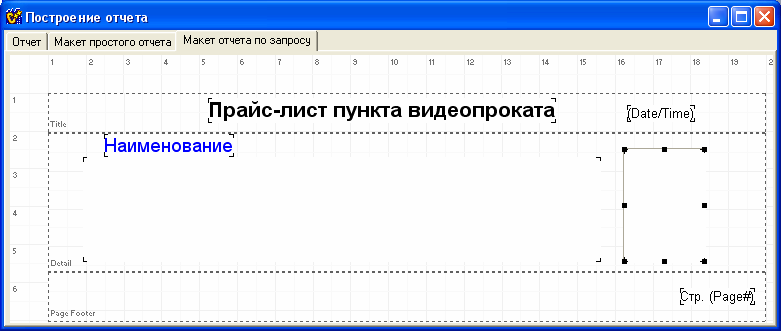 Построение отчета
Отчет Макет простого отчета Макет отчета по запросу
1 2 3 4 5 6 7 8 9 10 11 12 13 14 15 16 17 18 19 2
1
Прайс-лист пункта видеопроката
(Date/Time)
Title
2
Наименование
3
4
5
Detail
6
Стр. (Page#)
Page Footer